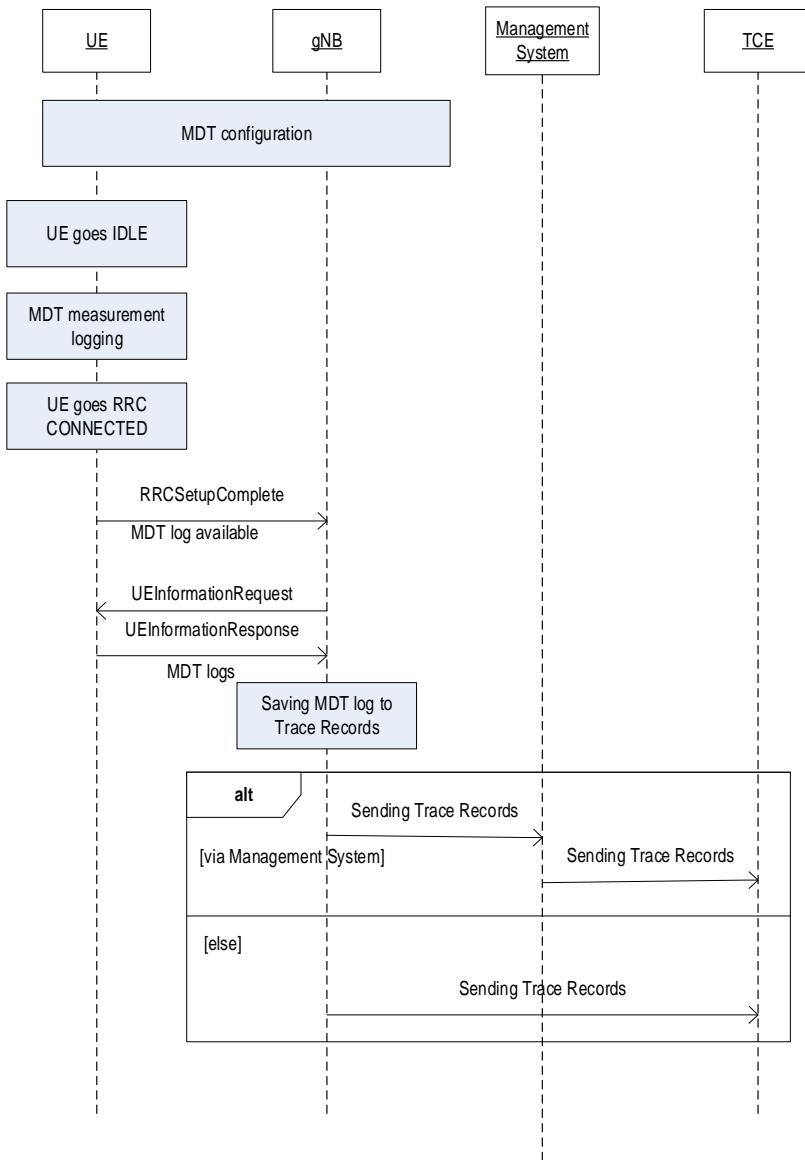 UE
gNB
Management
System
TCE
MDT configuration
UE goes IDLE
MDT measurement
logging
UE goes RRC
CONNECTED
RRCSetupComplete
MDT log available
UEInformationRequest
UEInformationResponse
MDT logs
Saving MDT log to
Trace Records
alt
Sending Trace Records
[via Management System]
Sending Trace Records
[else]
Sending Trace Records